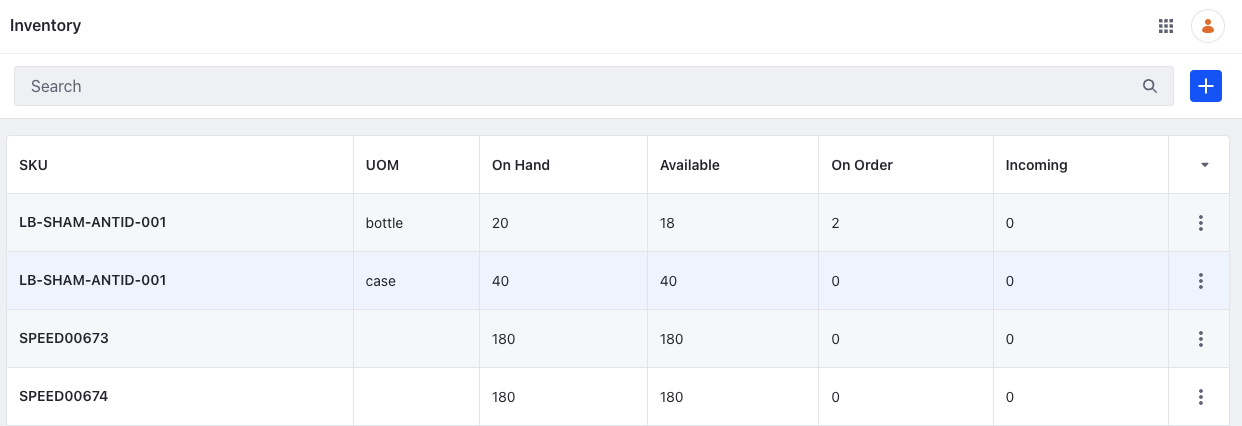 Inventory
Search
SKU UOM On Hand Available On Order Incoming
LB-SHAM-ANTID-001 bottle 20 18 2 0
LB-SHAM-ANTID-001 case 40 40 0 0
SPEED00673 180 180 0 0
SPEED00674 180 180 0 0